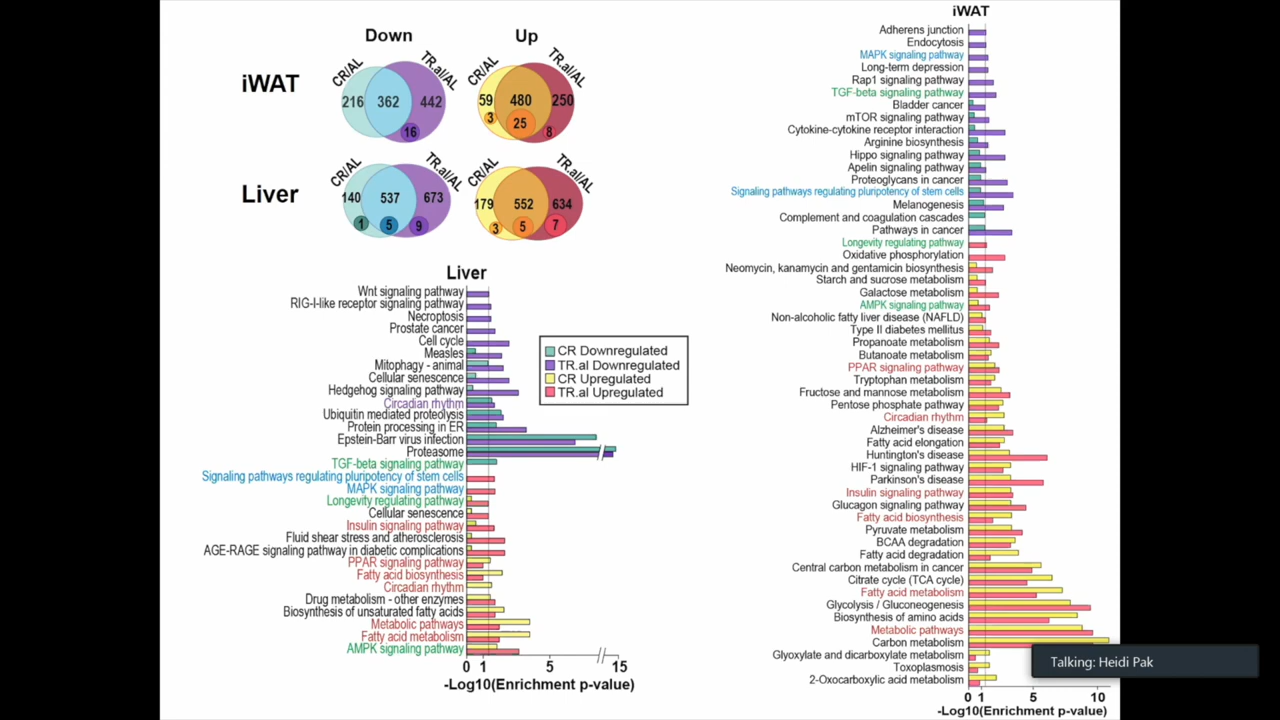 Down
Up
iWAT
CR/AL
TR.al/AL
216
362
442
16
CR/AL
TR.al/AL
59
480
250
3
25
8
Liver
CR/AL
TR.al/AL
140
537
673
1
5
9
CR/AL
TR.al/AL
179
552
634
3
5
7
Liver
Wnt signaling pathway
RIG-I-like receptor signaling pathway
Necroptosis
Prostate cancer
Cell cycle
Measles
Mitophagy - animal
Cellular senescence
Hedgehog signaling pathway
Circadian rhythm
Ubiquitin mediated proteolysis
Protein processing in ER
Epstein-Barr virus infection
Proteasome
TGF-beta signaling pathway
Signaling pathways regulating pluripotency of stem cells
MAPK signaling pathway
Longevity regulating pathway
Cellular senescence
Insulin signaling pathway
Fluid shear stress and atherosclerosis
AGE-RAGE signaling pathway in diabetic complications
PPAR signaling pathway
Fatty acid biosynthesis
Circadian rhythm
Drug metabolism - other enzymes
Biosynthesis of unsaturated fatty acids
Metabolic pathways
Fatty acid metabolism
AMPK signaling pathway
0 1 5 15
-Log10(Enrichment p-value)
CR Downregulated
TR.al Downregulated
CR Upregulated
TR.al Upregulated
iWAT
Adherens junction
Endocytosis
MAPK signaling pathway
Long-term depression
Rap1 signaling pathway
TGF-beta signaling pathway
Bladder cancer
mTOR signaling pathway
Cytokine-cytokine receptor interaction
Arginine biosynthesis
Hippo signaling pathway
Apelin signaling pathway
Proteoglycans in cancer
Signaling pathways regulating pluripotency of stem cells
Melanogenesis
Complement and coagulation cascades
Pathways in cancer
Longevity regulating pathway
Oxidative phosphorylation
Neomycin, kanamycin and gentamicin biosynthesis
Starch and sucrose metabolism
Galactose metabolism
AMPK signaling pathway
Non-alcoholic fatty liver disease (NAFLD)
Type II diabetes mellitus
Propanoate metabolism
Butanoate metabolism
PPAR signaling pathway
Tryptophan metabolism
Fructose and mannose metabolism
Pentose phosphate pathway
Circadian rhythm
Alzheimer's disease
Fatty acid elongation
Huntington's disease
HIF-1 signaling pathway
Parkinson's disease
Insulin signaling pathway
Glucagon signaling pathway
Fatty acid biosynthesis
Pyruvate metabolism
BCAA degradation
Fatty acid degradation
Central carbon metabolism in cancer
Citrate cycle (TCA cycle)
Fatty acid metabolism
Glycolysis / Gluconeogenesis
Biosynthesis of amino acids
Metabolic pathways
Carbon metabolism
Glyoxylate and dicarboxylate metabolism
Toxoplasmosis
2-Oxocarboxylic acid metabolism
0 1 5 10
-Log10(Enrichment p-value)
Talking: Heidi Pak